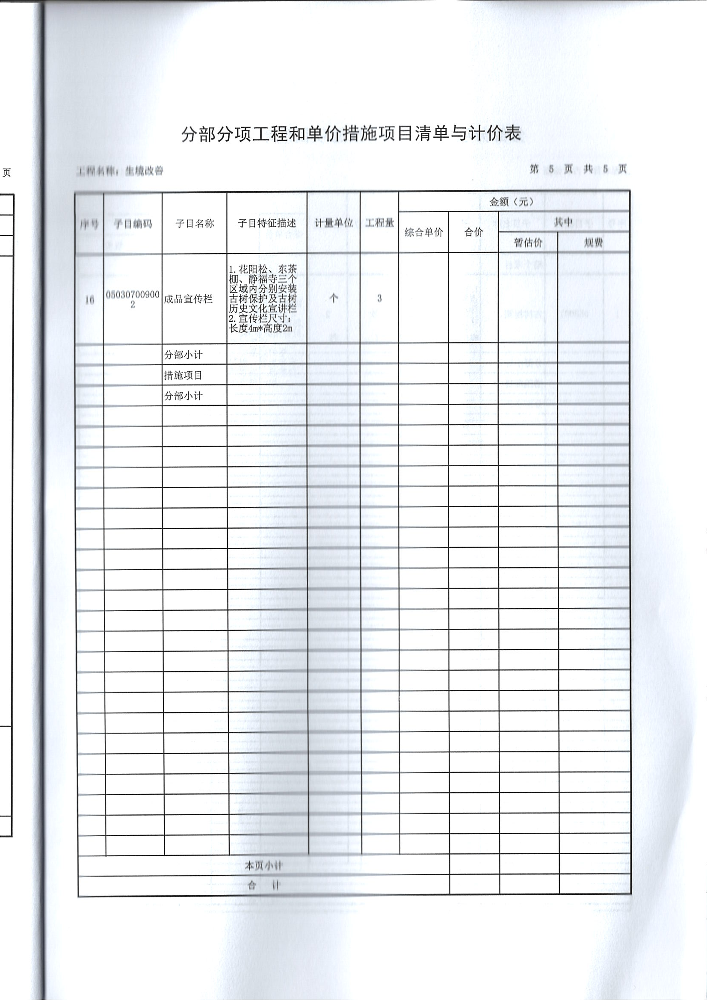 页
分部分项工程和单价措施项目清单与计价表
工程名称：生境改善
第 5 页 共 5 页
序号 子目编码 子目名称 子目特征描述 计量单位 工程量 金额（元）
综合单价 合价 其中
暂估价 规费
16
05030700900
2
成品宣传栏
1.花阳松、东茶
棚、静福寺三个
区域内分别安装
古树保护及古树
历史文化宣讲栏
2.宣传栏尺寸：
长度4m*高度2m
个
3
分部小计
措施项目
分部小计
本页小计
合 计